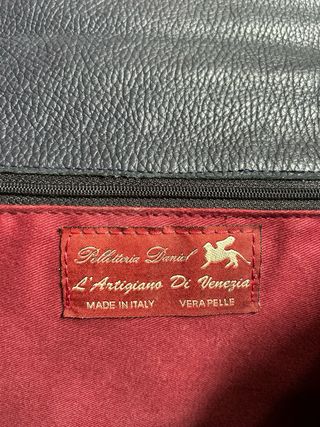 Pelletteria Daniel
L'Artigiano Di Venezia
MADE IN ITALY VERA PELLE